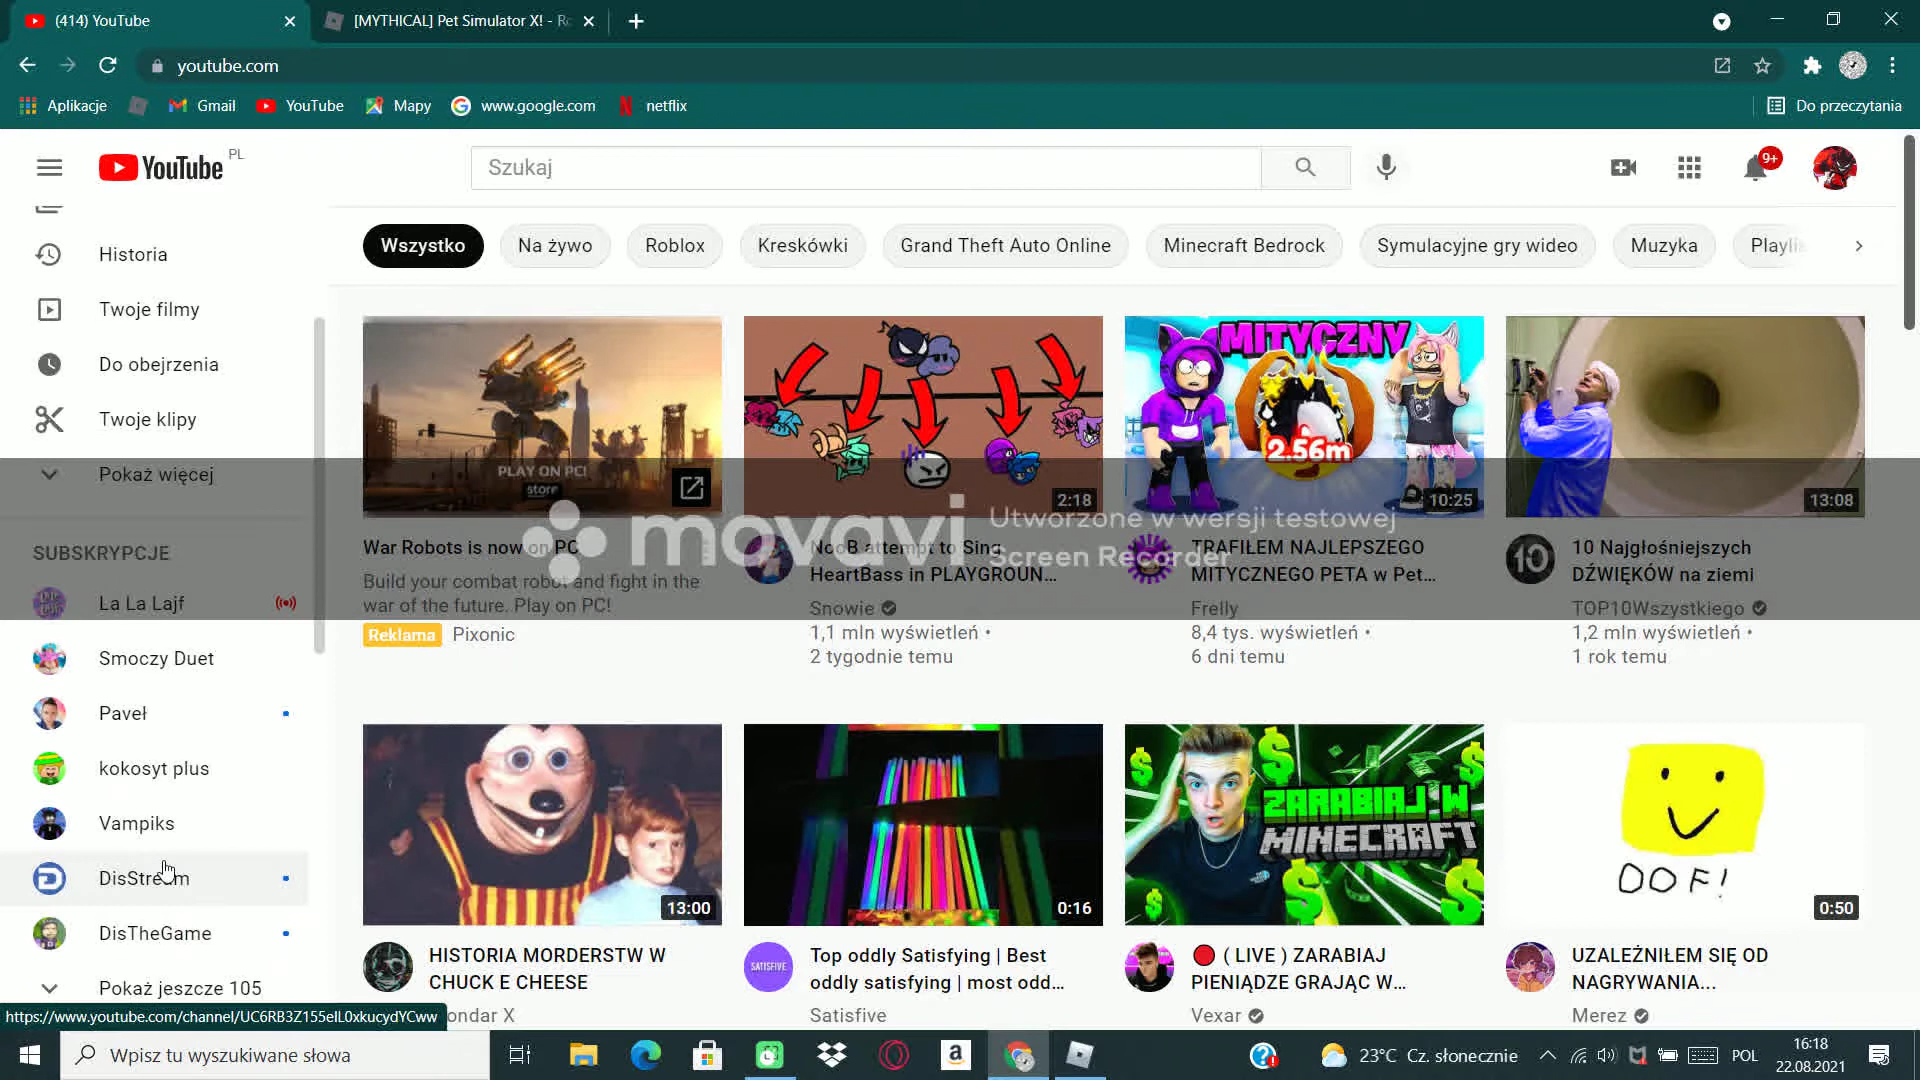 (414) YouTube
[MYTHICAL] Pet Simulator X! - Ro
youtube.com
Aplikacje
Gmail
YouTube
Mapy
www.google.com
netflix
Do przeczytania
YouTube PL
Szukaj
9+
Wszystko
Na żywo
Roblox
Kreskówki
Grand Theft Auto Online
Minecraft Bedrock
Symulacyjne gry wideo
Muzyka
Playlis
Historia
Twoje filmy
Do obejrzenia
Twoje klipy
Pokaż więcej
SUBSKRYPCJE
La La Lajf
Smoczy Duet
Paveł
kokosyt plus
Vampiks
DisStream
DisTheGame
Pokaż jeszcze 105
https://www.youtube.com/channel/UC6RB3Z155elL0xkucydYCww
PLAY ON PC!
store
War Robots is now on PC
Build your combat robot and fight in the
war of the future. Play on PC!
Reklama Pixonic
2:18
NooB attempt to Sing
HeartBass in PLAYGROUN...
Snowie
1,1 mln wyświetleń •
2 tygodnie temu
MITYCZNY
2.56m
10:25
TRAFIŁEM NAJLEPSZEGO
MITYCZNEGO PETA w Pet...
Frelly
8,4 tys. wyświetleń •
6 dni temu
13:08
10
10 Najgłośniejszych
DŹWIĘKÓW na ziemi
TOP10Wszystkiego
1,2 mln wyświetleń •
1 rok temu
movavi
Utworzone w wersji testowej
Screen Recorder
13:00
HISTORIA MORDERSTW W
CHUCK E CHEESE
ondar X
0:16
SATISFIVE
Top oddly Satisfying | Best
oddly satisfying | most odd...
Satisfive
ZARABIAJ W
MINECRAFT
( LIVE ) ZARABIAJ
PIENIĄDZE GRAJĄC W...
Vexar
OOF!
0:50
UZALEŻNIŁEM SIĘ OD
NAGRYWANIA...
Merez
Wpisz tu wyszukiwane słowa
23°C Cz. słonecznie
POL
16:18
22.08.2021